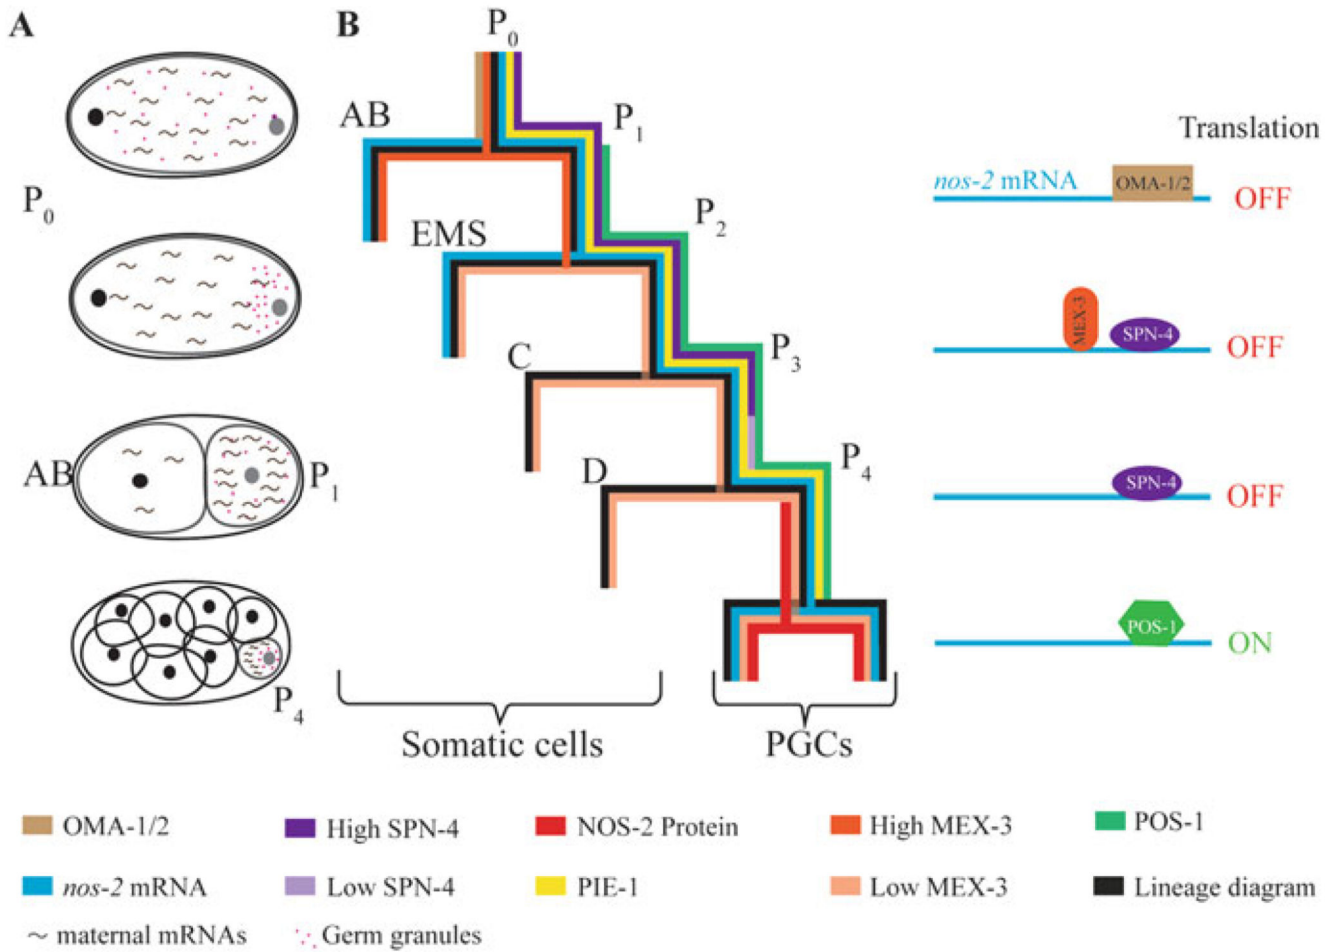 A
B
P0
AB
P1
P2
EMS
P3
C
P4
D
P0
AB
P1
P4
Somatic cells
PGCs
Translation
nos-2 mRNA
OMA-1/2
OFF
MEX-3
SPN-4
OFF
SPN-4
OFF
POS-1
ON
OMA-1/2
High SPN-4
NOS-2 Protein
High MEX-3
POS-1
nos-2 mRNA
Low SPN-4
PIE-1
Low MEX-3
Lineage diagram
maternal mRNAs
Germ granules